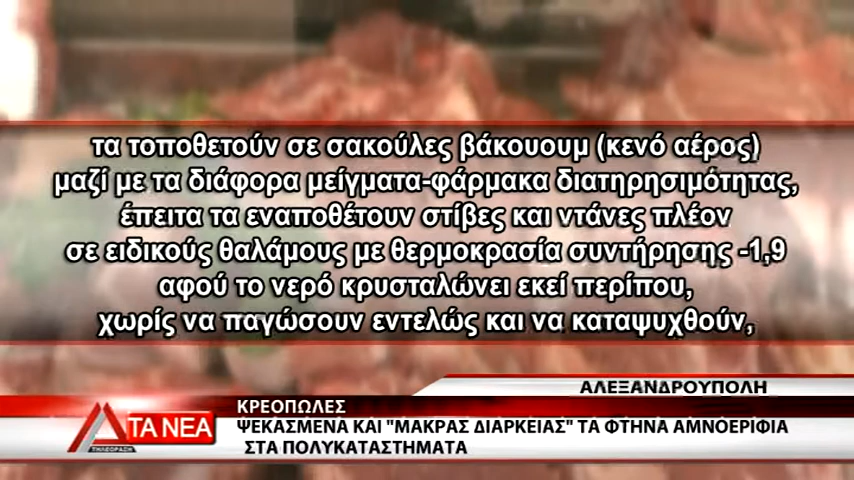 τα τοποθετούν σε σακούλες βάκουουμ (κενό αέρος)
μαζί με τα διάφορα μείγματα-φάρμακα διατηρησιμότητας,
έπειτα τα εναποθέτουν στίβες και ντάνες πλέον
σε ειδικούς θαλάμους με θερμοκρασία συντήρησης -1,9
αφού το νερό κρυσταλώνει εκεί περίπου,
χωρίς να παγώσουν εντελώς και να καταψυχθούν,
ΑΛΕΞΑΝΔΡΟΥΠΟΛΗ
ΚΡΕΟΠΩΛΕΣ
ΨΕΚΑΣΜΕΝΑ ΚΑΙ "ΜΑΚΡΑΣ ΔΙΑΡΚΕΙΑΣ" ΤΑ ΦΤΗΝΑ ΑΜΝΟΕΡΙΦΙΑ
ΣΤΑ ΠΟΛΥΚΑΤΑΣΤΗΜΑΤΑ
ΤΑ ΝΕΑ
ΤΗΛΕΟΡΑΣΗ